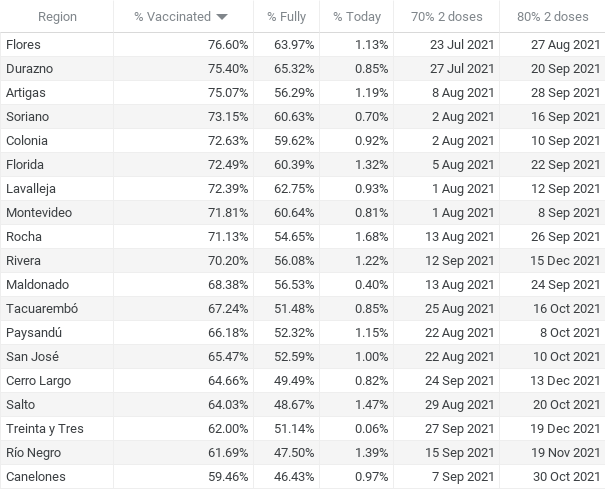 Region % Vaccinated % Fully % Today 70% 2 doses 80% 2 doses
Flores 76.60% 63.97% 1.13% 23 Jul 2021 27 Aug 2021
Durazno 75.40% 65.32% 0.85% 27 Jul 2021 20 Sep 2021
Artigas 75.07% 56.29% 1.19% 8 Aug 2021 28 Sep 2021
Soriano 73.15% 60.63% 0.70% 2 Aug 2021 16 Sep 2021
Colonia 72.63% 59.62% 0.92% 2 Aug 2021 10 Sep 2021
Florida 72.49% 60.39% 1.32% 5 Aug 2021 22 Sep 2021
Lavalleja 72.39% 62.75% 0.93% 1 Aug 2021 12 Sep 2021
Montevideo 71.81% 60.64% 0.81% 1 Aug 2021 8 Sep 2021
Rocha 71.13% 54.65% 1.68% 13 Aug 2021 26 Sep 2021
Rivera 70.20% 56.08% 1.22% 12 Sep 2021 15 Dec 2021
Maldonado 68.38% 56.53% 0.40% 13 Aug 2021 24 Sep 2021
Tacuarembó 67.24% 51.48% 0.85% 25 Aug 2021 16 Oct 2021
Paysandú 66.18% 52.32% 1.15% 22 Aug 2021 8 Oct 2021
San José 65.47% 52.59% 1.00% 22 Aug 2021 10 Oct 2021
Cerro Largo 64.66% 49.49% 0.82% 24 Sep 2021 13 Dec 2021
Salto 64.03% 48.67% 1.47% 29 Aug 2021 20 Oct 2021
Treinta y Tres 62.00% 51.14% 0.06% 27 Sep 2021 19 Dec 2021
Río Negro 61.69% 47.50% 1.39% 15 Sep 2021 19 Nov 2021
Canelones 59.46% 46.43% 0.97% 7 Sep 2021 30 Oct 2021